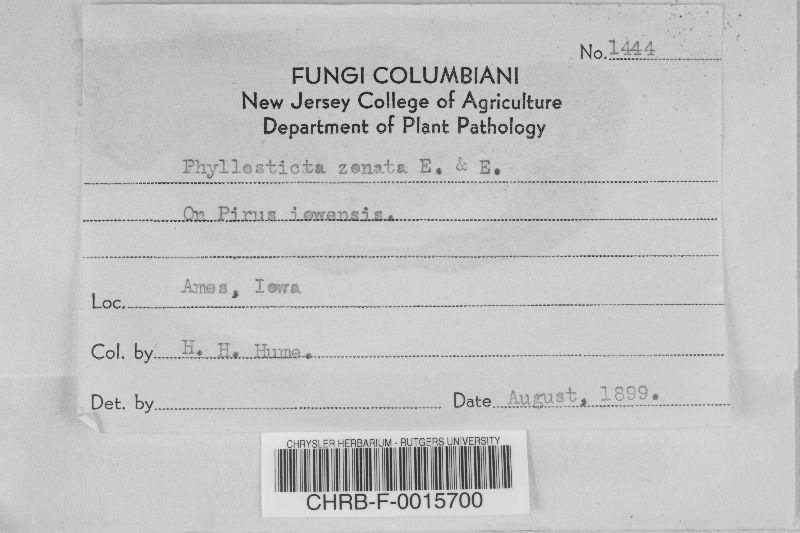 No. 1444
FUNGI COLUMBIANI
New Jersey College of Agriculture
Department of Plant Pathology
Phyllosticta zonata E. & E.
On Pirus iowensis.
Loc. Ames, Iowa
Col. by H. H. Hume.
Det. by Date August, 1899.
CHRYSLER HERBARIUM - RUTGERS UNIVERSITY
CHRB-F-0015700